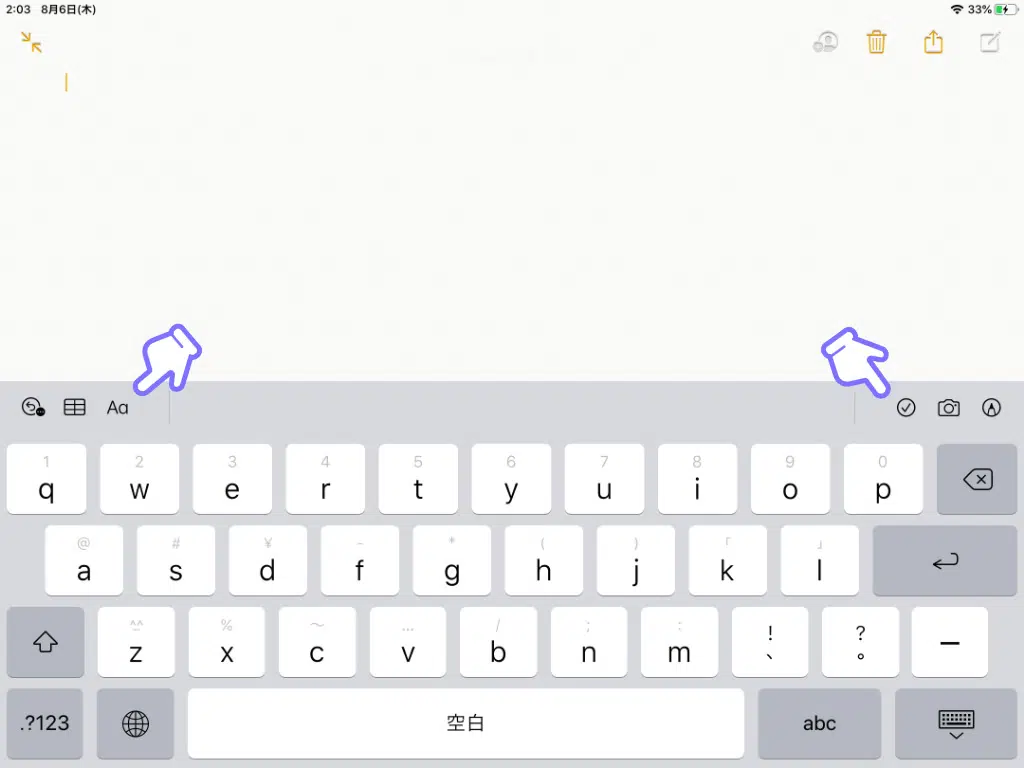 2:03 8月6日(木) 33%
Aa
1 2 3 4 5 6 7 8 9 0
q w e r t y u i o p
@ # ¥ ~ * ( ) 「 」
a s d f g h j k l
^^ % 〜 … / ; : ! ?
z x c v b n m 、 。 ー
.?123 空白 abc